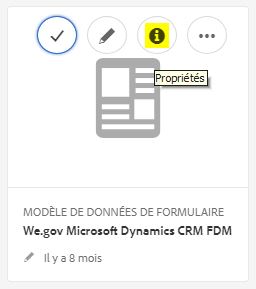 Propriétés
MODÈLE DE DONNÉES DE FORMULAIRE
We.gov Microsoft Dynamics CRM FDM
Il y a 8 mois